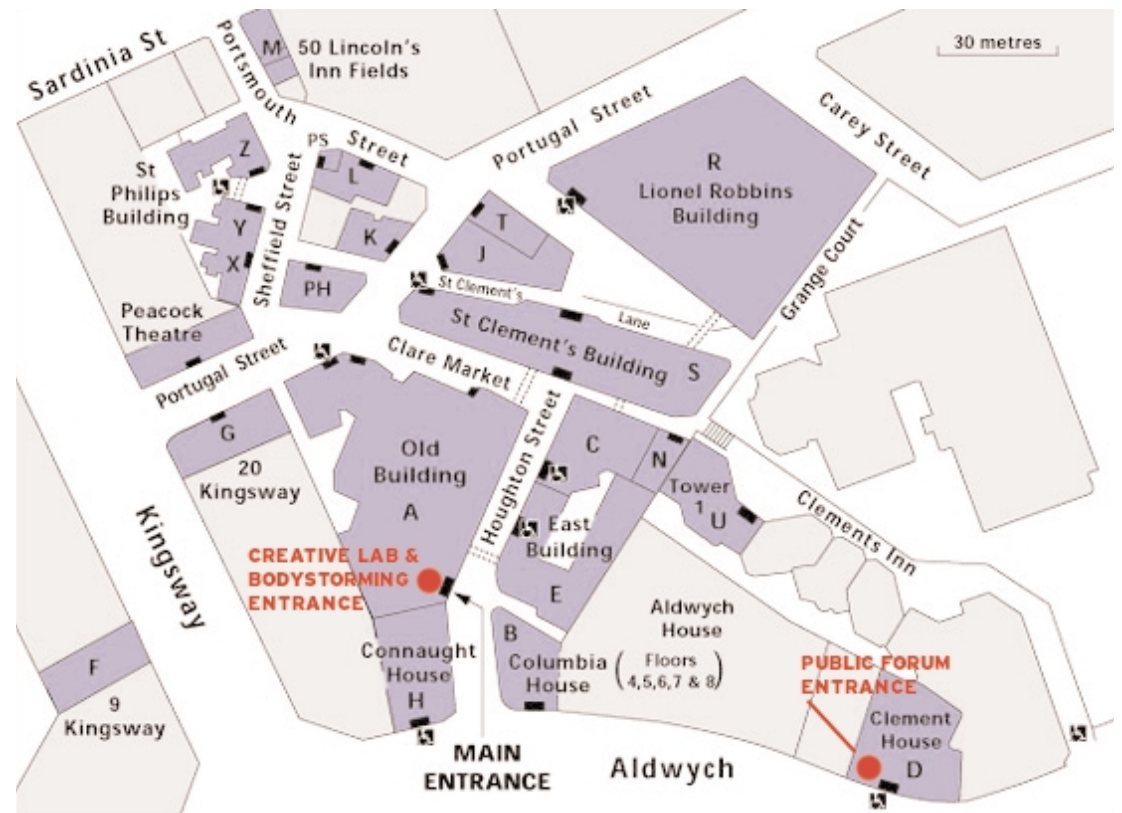 Sardinia St
Portsmouth
Street
M
50 Lincoln's
Inn Fields
30 metres
Carey Street
Portugal Street
PS
Z
L
St
Philips
Building
Sheffield Street
R
Lionel Robbins
Building
Y
X
K
T
J
PH
Grange Court
St Clement's
Lane
Peacock
Theatre
St Clement's Building
S
Portugal Street
Clare Market
G
20
Kingsway
Old
Building
A
Houghton Street
C
N
Tower
1
U
Clements Inn
Kingsway
East
Building
E
CREATIVE LAB &
BODYSTORMING
ENTRANCE
Aldwych
House
(Floors
4,5,6,7 & 8)
B
Columbia
House
Connaught
House
H
PUBLIC FORUM
ENTRANCE
F
9
Kingsway
Clement
House
D
MAIN
ENTRANCE
Aldwych